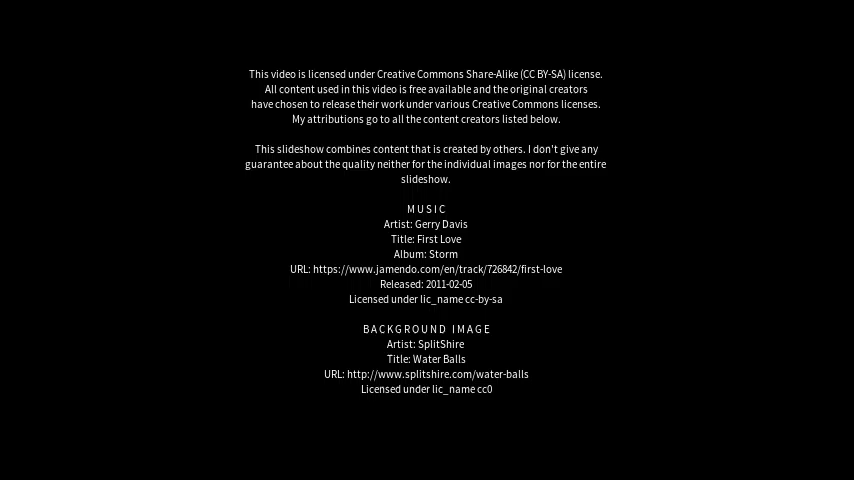 This video is licensed under Creative Commons Share-Alike (CC BY-SA) license.
All content used in this video is free available and the original creators
have chosen to release their work under various Creative Commons licenses.
My attributions go to all the content creators listed below.
This slideshow combines content that is created by others. I don't give any
guarantee about the quality neither for the individual images nor for the entire
slideshow.
MUSIC
Artist: Gerry Davis
Title: First Love
Album: Storm
URL: https://www.jamendo.com/en/track/726842/first-love
Released: 2011-02-05
Licensed under lic_name cc-by-sa
BACKGROUND IMAGE
Artist: SplitShire
Title: Water Balls
URL: http://www.splitshire.com/water-balls
Licensed under lic_name cc0